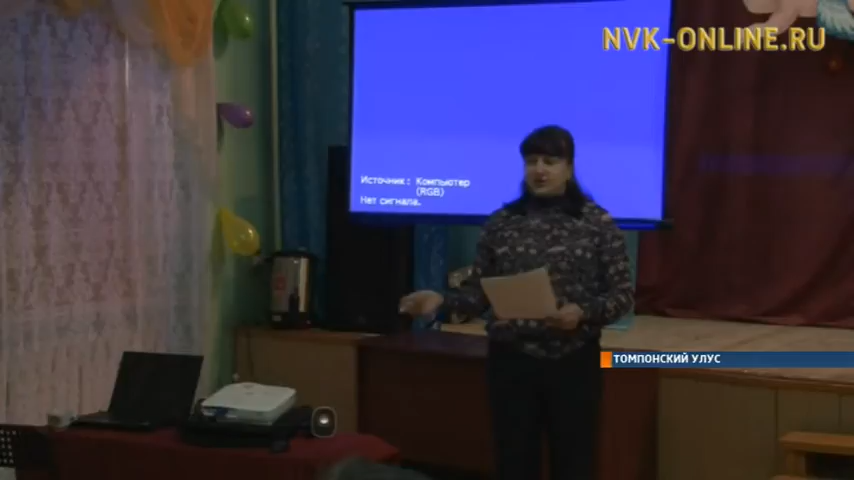 NVK-ONLINE.RU
Источник: Компьютер
(RGB)
Нет сигнала.
ТОМПОНСКИЙ УЛУС